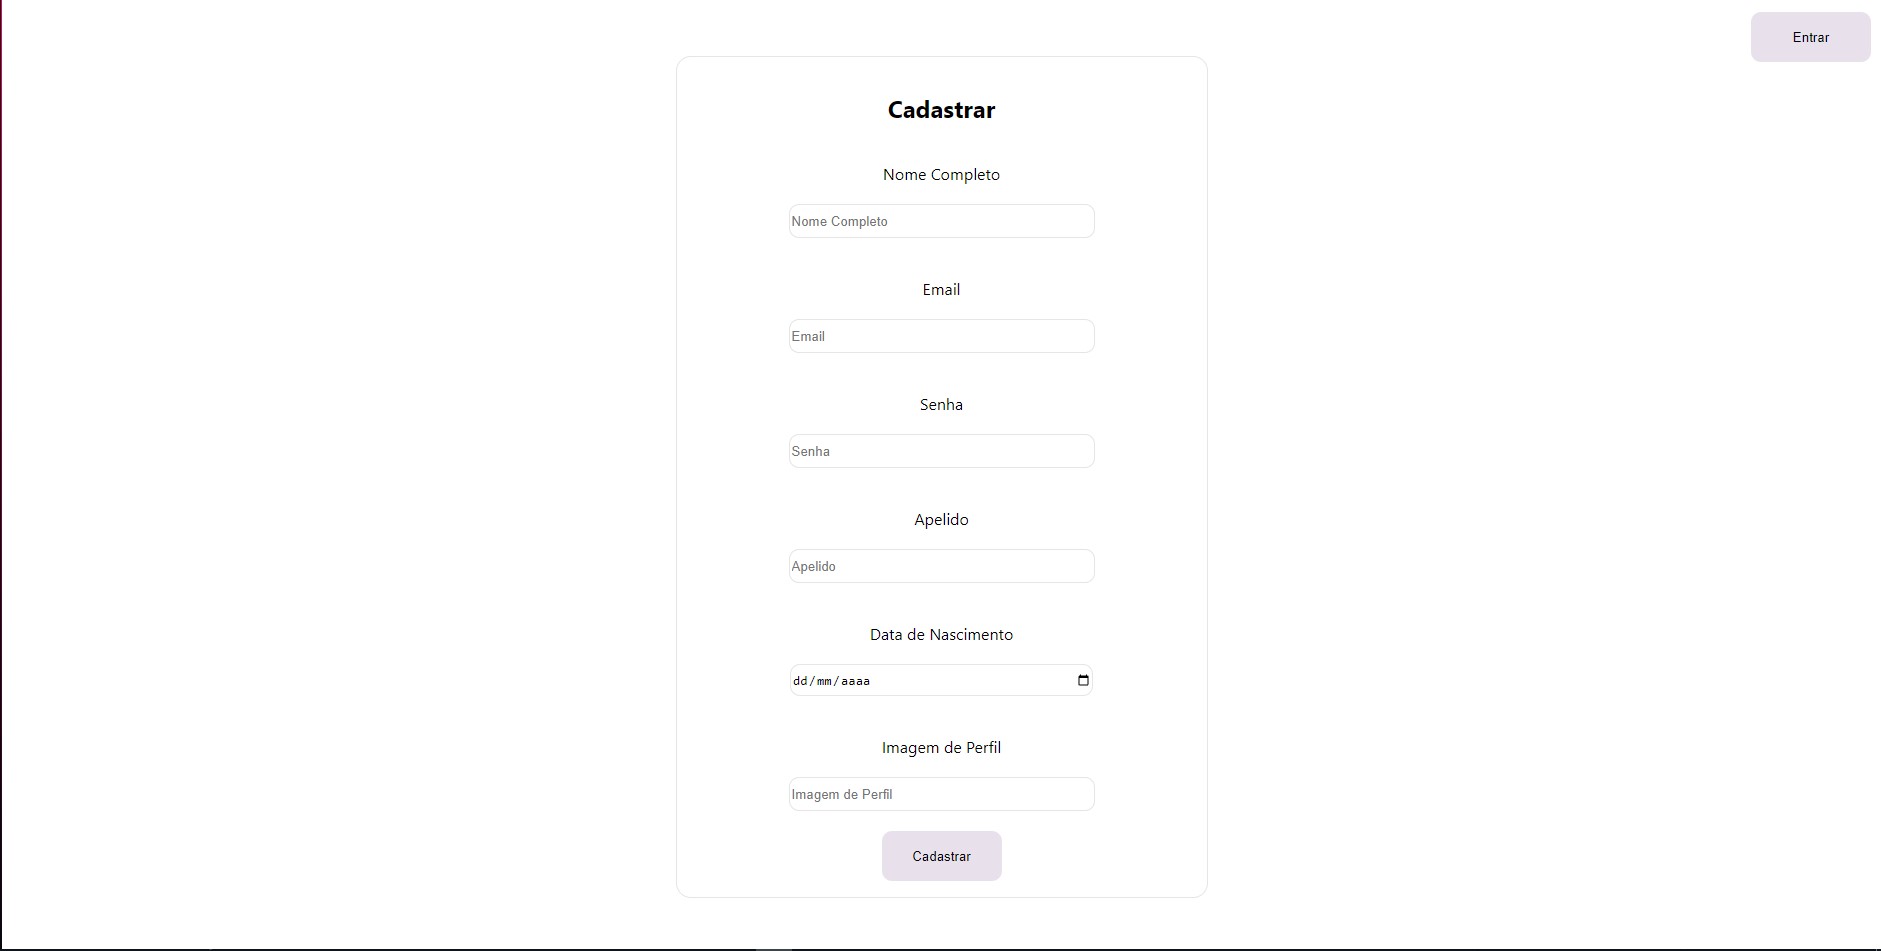 Entrar
Cadastrar
Nome Completo
Nome Completo
Email
Email
Senha
Senha
Apelido
Apelido
Data de Nascimento
dd/mm/aaaa
Imagem de Perfil
Imagem de Perfil
Cadastrar